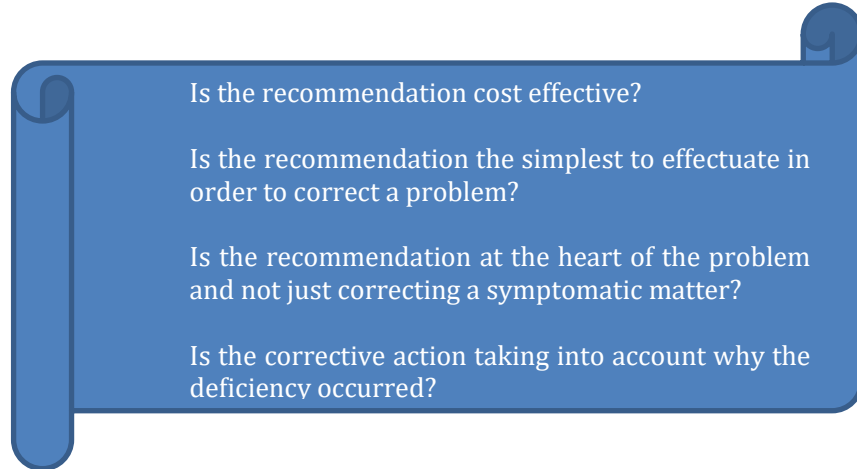 Is the recommendation cost effective?
Is the recommendation the simplest to effectuate in
order to correct a problem?
Is the recommendation at the heart of the problem
and not just correcting a symptomatic matter?
Is the corrective action taking into account why the
deficiency occurred?